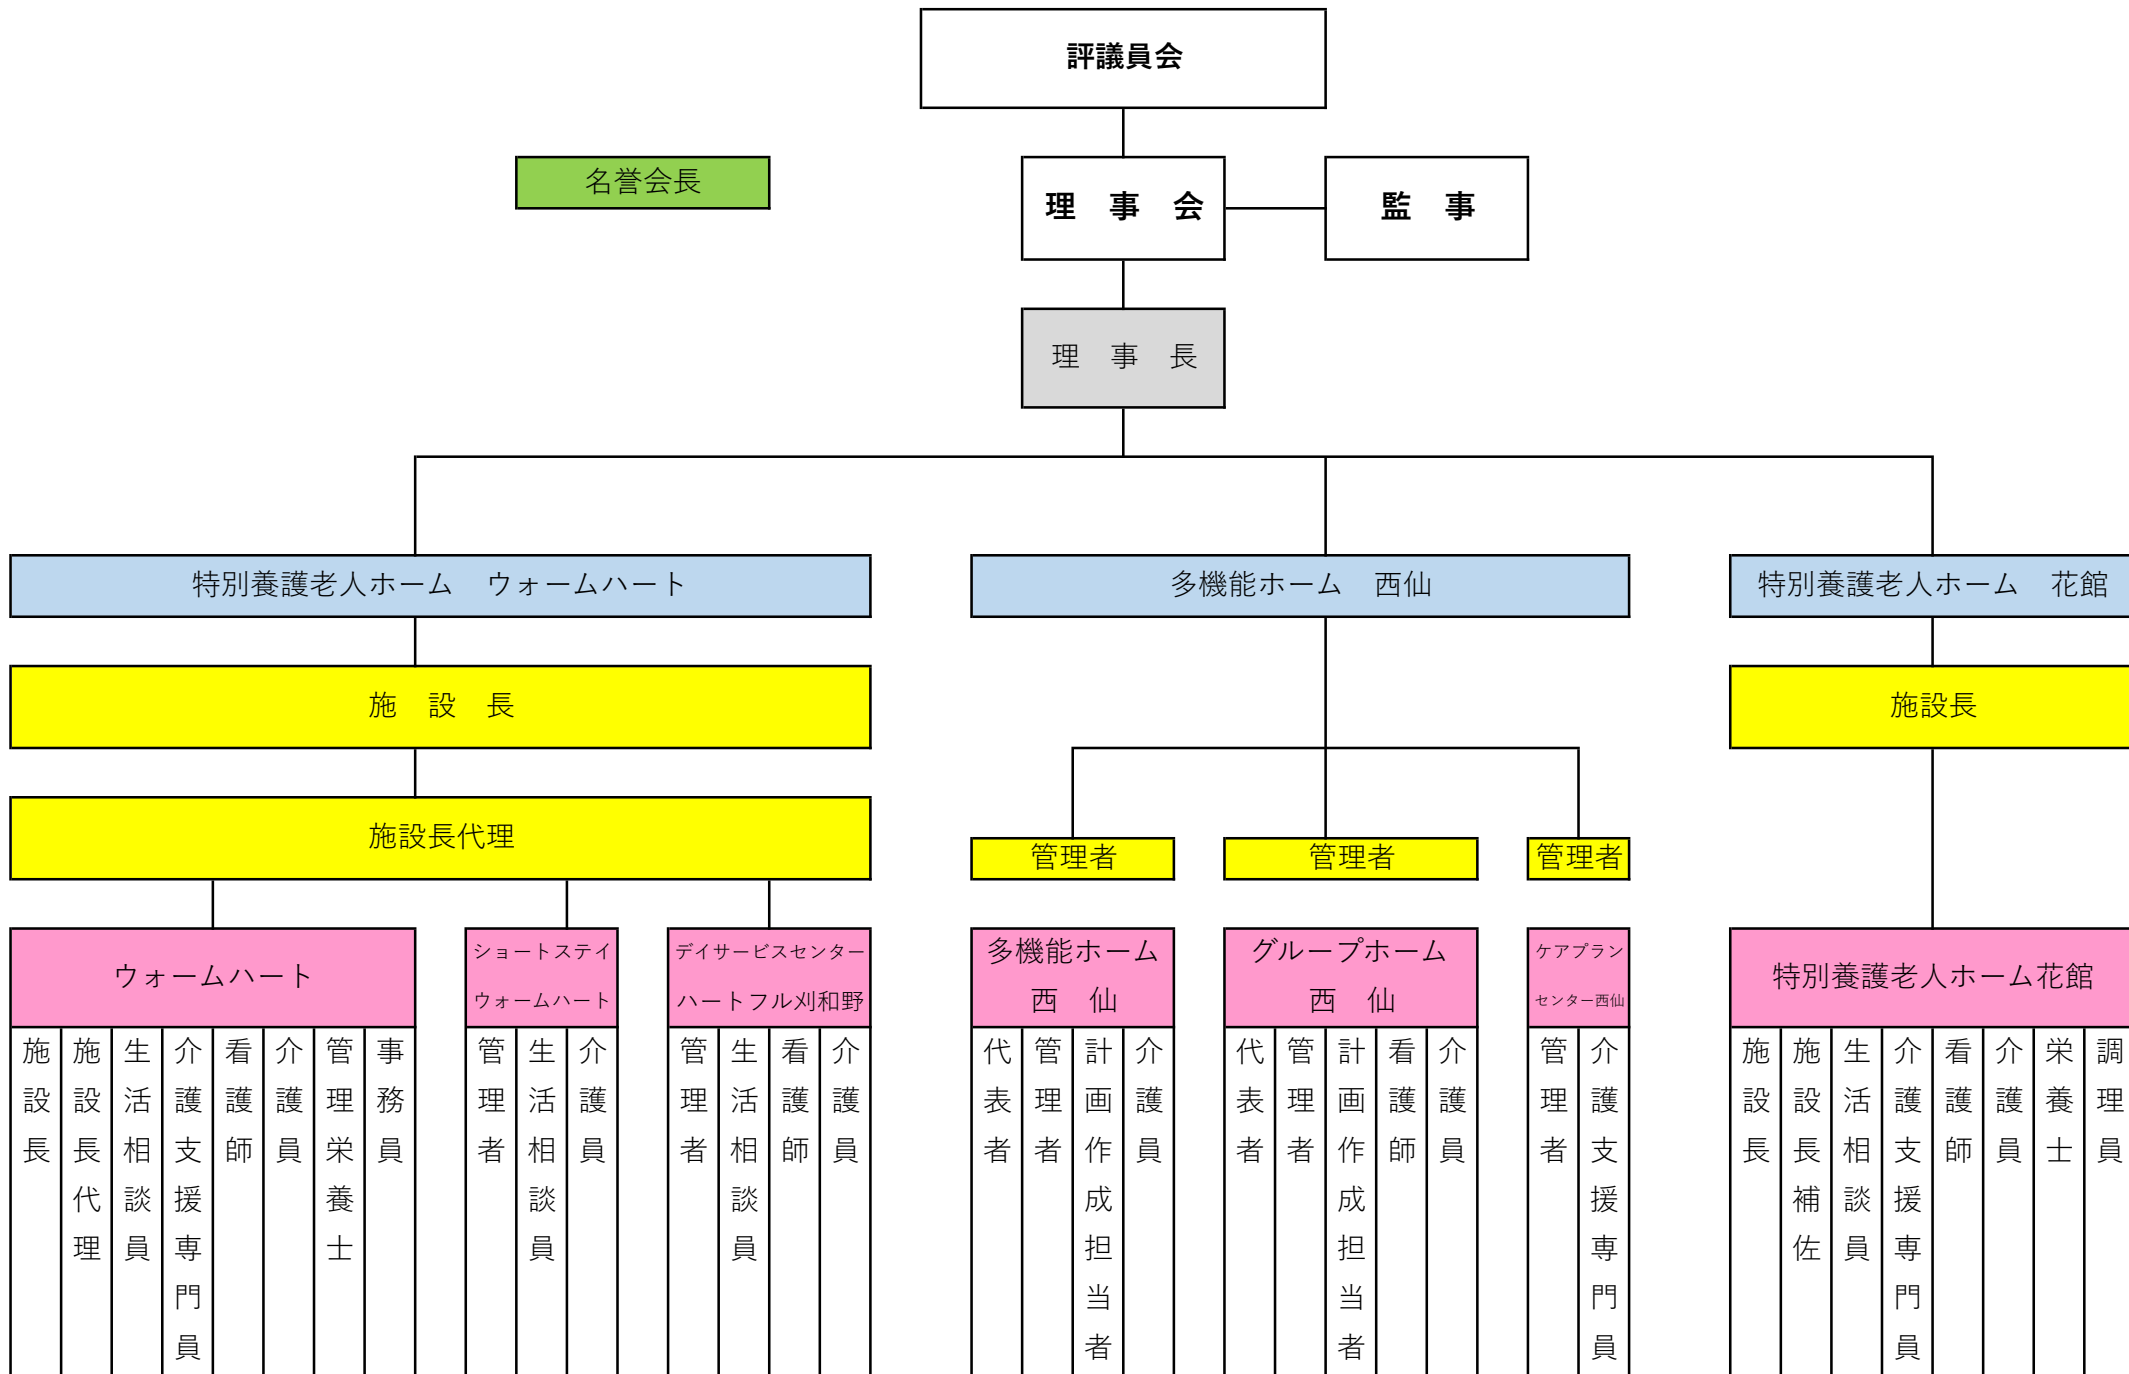 評議員会
名誉会長
理　事　会
監　事
理　事　長
特別養護老人ホーム　ウォームハート
多機能ホーム　西仙
特別養護老人ホーム　花館
施　設　長
施設長
施設長代理
管理者
管理者
管理者
ウォームハート
ショートステイ
ウォームハート
デイサービスセンター
ハートフル刈和野
多機能ホーム
西　仙
グループホーム
西　仙
ケアプラン
センター西仙
特別養護老人ホーム花館
施設長
施設長代理
生活相談員
介護支援専門員
看護師
介護員
管理栄養士
事務員
管理者
生活相談員
介護員
管理者
生活相談員
看護師
介護員
代表者
管理者
計画作成担当者
介護員
代表者
管理者
計画作成担当者
看護師
介護員
管理者
介護支援専門員
施設長
施設長補佐
生活相談員
介護支援専門員
看護師
介護員
栄養士
調理員